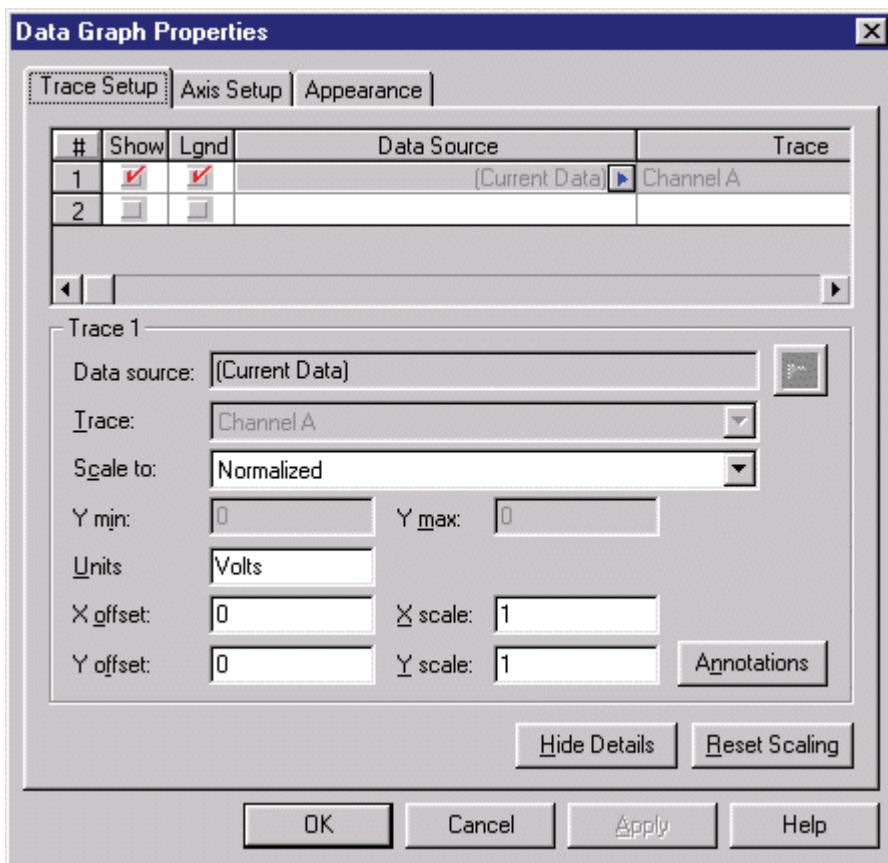 Data Graph Properties
Trace Setup Axis Setup Appearance
# Show Lgnd Data Source Trace
1 (Current Data) Channel A
2
Trace 1
Data source: (Current Data)
Trace: Channel A
Scale to: Normalized
Y min: 0 Y max: 0
Units Volts
X offset: 0 X scale: 1
Y offset: 0 Y scale: 1 Annotations
Hide Details Reset Scaling
OK Cancel Apply Help